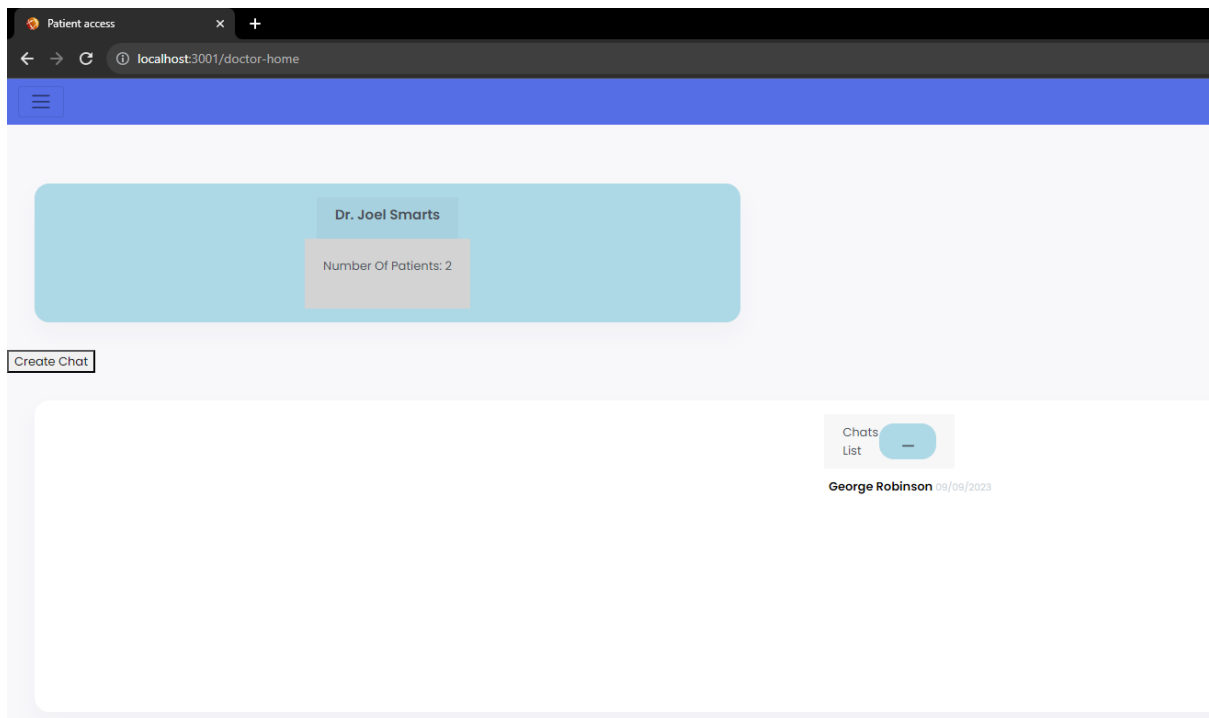 Patient access
localhost:3001/doctor-home
Dr. Joel Smarts
Number Of Patients: 2
Create Chat
Chats
List
George Robinson 09/09/2023